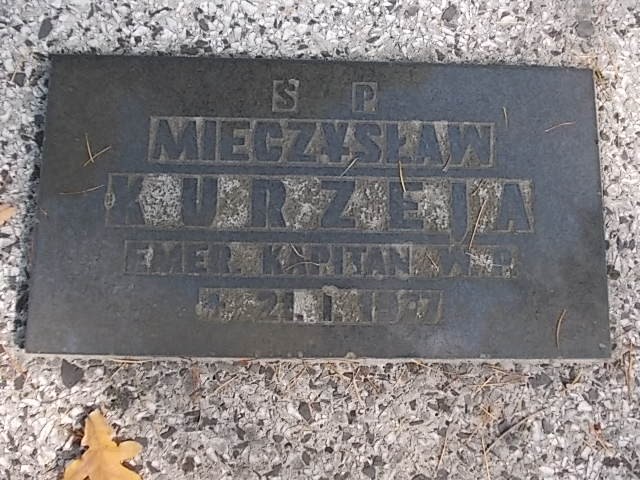 S P
MIECZYSŁAW
KURZEJA
EMER. KAPITAN W.P.